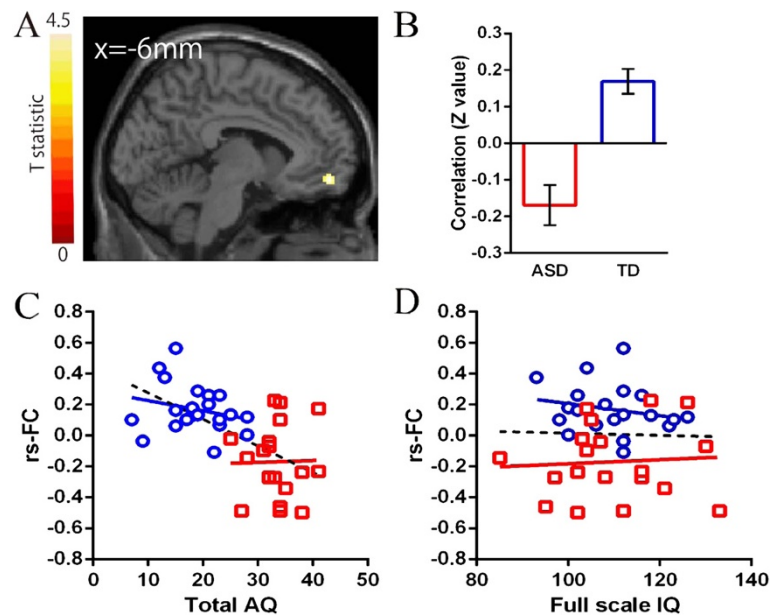 A
4.5
T statistic
0
x=-6mm
B
Correlation (Z value)
0.3
0.2
0.1
0.0
-0.1
-0.2
-0.3
ASD TD
C
rs-FC
0.8
0.6
0.4
0.2
0.0
-0.2
-0.4
-0.6
-0.8
0 10 20 30 40 50
Total AQ
D
rs-FC
0.8
0.6
0.4
0.2
0.0
-0.2
-0.4
-0.6
-0.8
80 100 120 140
Full scale IQ